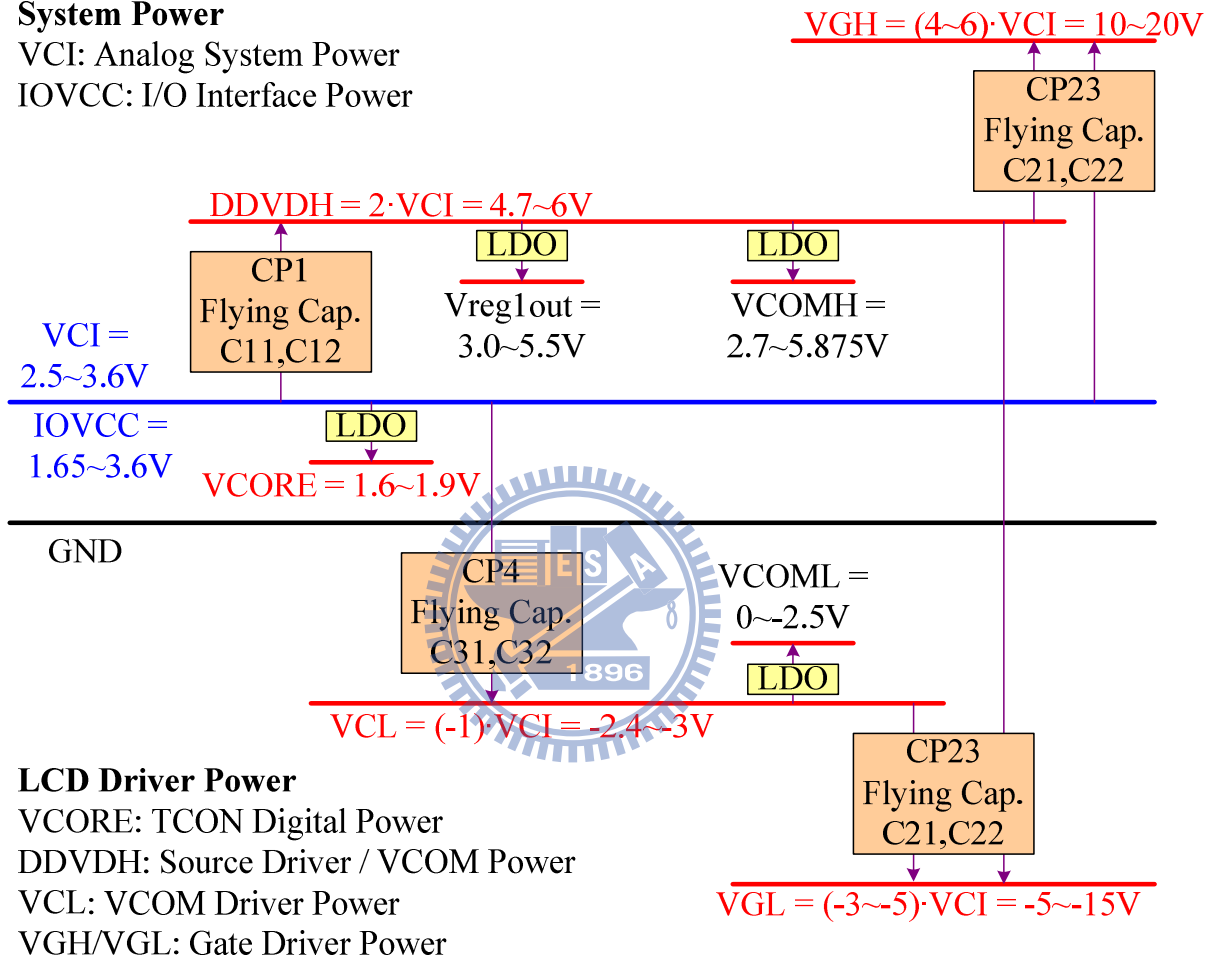 System Power
VCI: Analog System Power
IOVCC: I/O Interface Power
VGH = (4~6)·VCI = 10~20V
CP23
Flying Cap.
C21,C22
DDVDH = 2·VCI = 4.7~6V
LDO
LDO
CP1
Flying Cap.
C11,C12
Vreg1out =
3.0~5.5V
VCOMH =
2.7~5.875V
VCI =
2.5~3.6V
IOVCC =
1.65~3.6V
LDO
VCORE = 1.6~1.9V
GND
CP4
Flying Cap.
C31,C32
ESA
8
1896
VCOML =
0~-2.5V
LDO
VCL = (-1)·VCI = -2.4~-3V
CP23
Flying Cap.
C21,C22
VGL = (-3~-5)·VCI = -5~-15V
LCD Driver Power
VCORE: TCON Digital Power
DDVDH: Source Driver / VCOM Power
VCL: VCOM Driver Power
VGH/VGL: Gate Driver Power